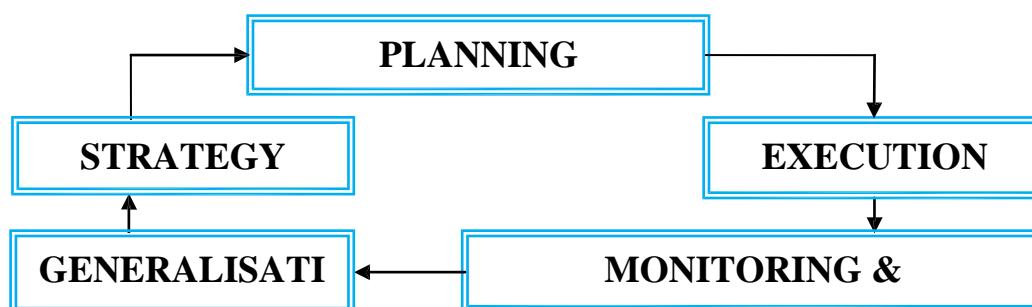 PLANNING
STRATEGY
EXECUTION
GENERALISATI
MONITORING &